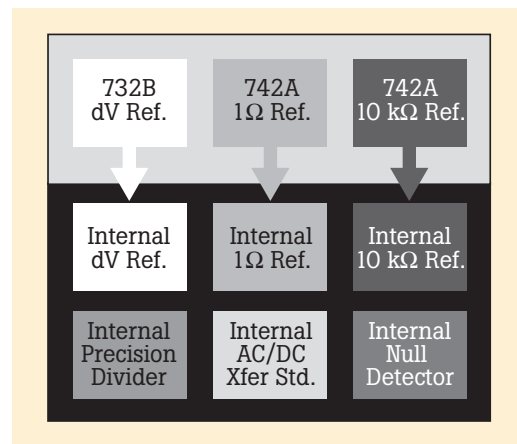 732B
dV Ref.
742A
1Ω Ref.
742A
10 kΩ Ref.
Internal
dV Ref.
Internal
1Ω Ref.
Internal
10 kΩ Ref.
Internal
Precision
Divider
Internal
AC/DC
Xfer Std.
Internal
Null
Detector